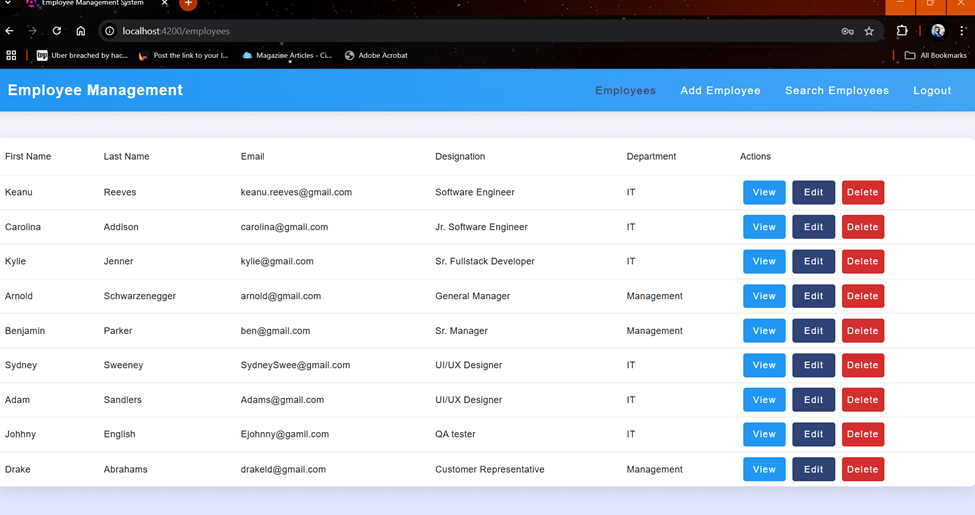 Employee Management System
localhost:4200/employees
Uber breached by hac... Post the link to your l... Magazine Articles - Ci... Adobe Acrobat All Bookmarks
Employee Management Employees Add Employee Search Employees Logout
First Name Last Name Email Designation Department Actions
Keanu Reeves keanu.reeves@gmail.com Software Engineer IT View Edit Delete
Carolina Addison carolina@gmail.com Jr. Software Engineer IT View Edit Delete
Kylie Jenner kylie@gmail.com Sr. Fullstack Developer IT View Edit Delete
Arnold Schwarzenegger arnold@gmail.com General Manager Management View Edit Delete
Benjamin Parker ben@gmail.com Sr. Manager Management View Edit Delete
Sydney Sweeney SydneySwee@gmail.com UI/UX Designer IT View Edit Delete
Adam Sandlers Adams@gmail.com UI/UX Designer IT View Edit Delete
Johhny English Ejohnny@gamil.com QA tester IT View Edit Delete
Drake Abrahams drakeld@gmail.com Customer Representative Management View Edit Delete